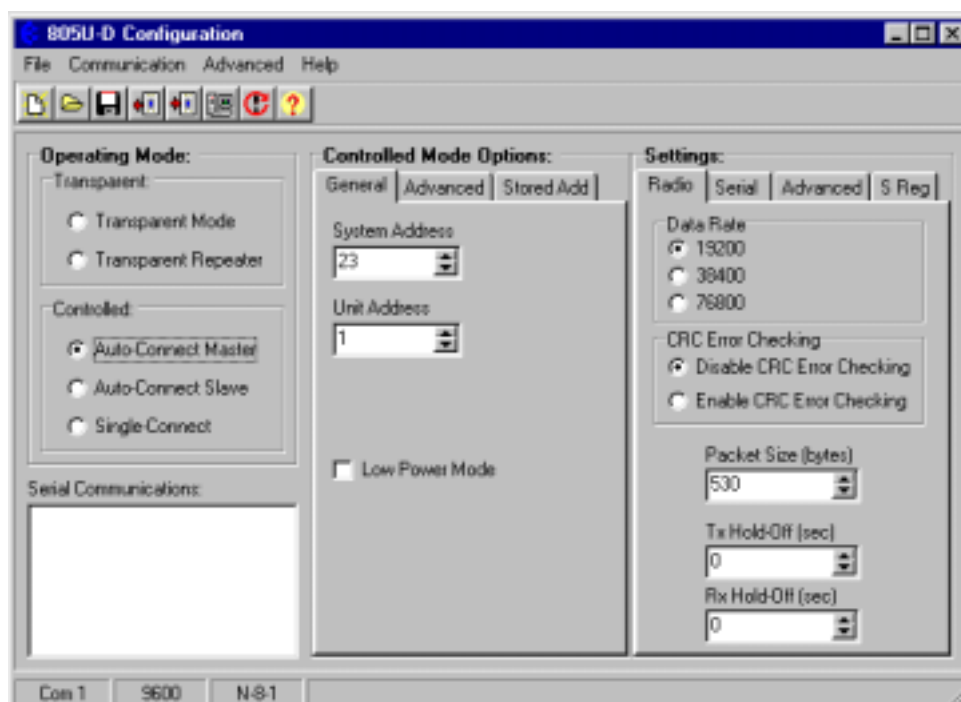 805U-D Configuration
File Communication Advanced Help
Operating Mode:
Transparent:
Transparent Mode
Transparent Repeater
Controlled:
Auto-Connect Master
Auto-Connect Slave
Single-Connect
Serial Communications:
Controlled Mode Options:
General Advanced Stored Add
System Address
23
Unit Address
1
Low Power Mode
Settings:
Radio Serial Advanced S Reg
Data Rate
19200
38400
76800
CRC Error Checking
Disable CRC Error Checking
Enable CRC Error Checking
Packet Size (bytes)
530
Tx Hold-Off (sec)
0
Rx Hold-Off (sec)
0
Com 1 9600 N-8-1